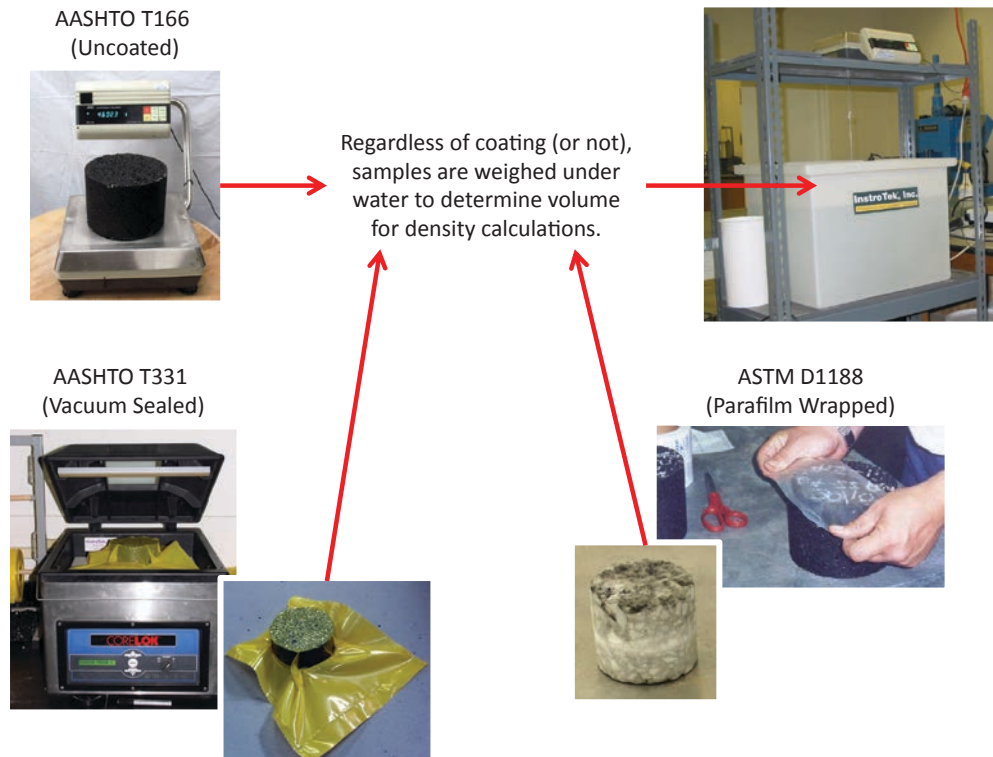 AASHTO T166
(Uncoated)
Regardless of coating (or not),
samples are weighed under
water to determine volume
for density calculations.
InstroTek, Inc.
AASHTO T331
(Vacuum Sealed)
CORELOK
ASTM D1188
(Parafilm Wrapped)